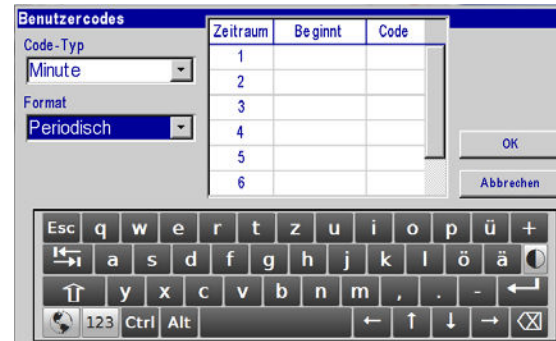 Benutzercodes
Code-Typ
Minute
Format
Periodisch
Zeitraum Beginnt Code
1
2
3
4
5
6
OK
Abbrechen
Esc q w e r t z u i o p ü +
a s d f g h j k l ö ä
y x c v b n m , . -
123 Ctrl Alt